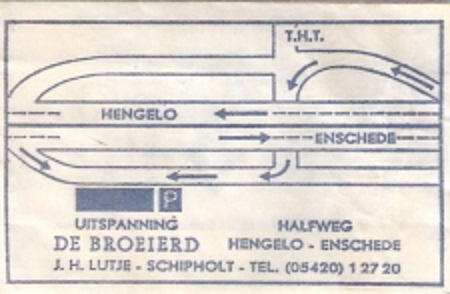 T.H.T.
HENGELO
ENSCHEDE
P
UITSPANNING
DE BROEIERD
J. H. LUTJE - SCHIPHOLT - TEL. (05420) 1 27 20
HALFWEG
HENGELO - ENSCHEDE